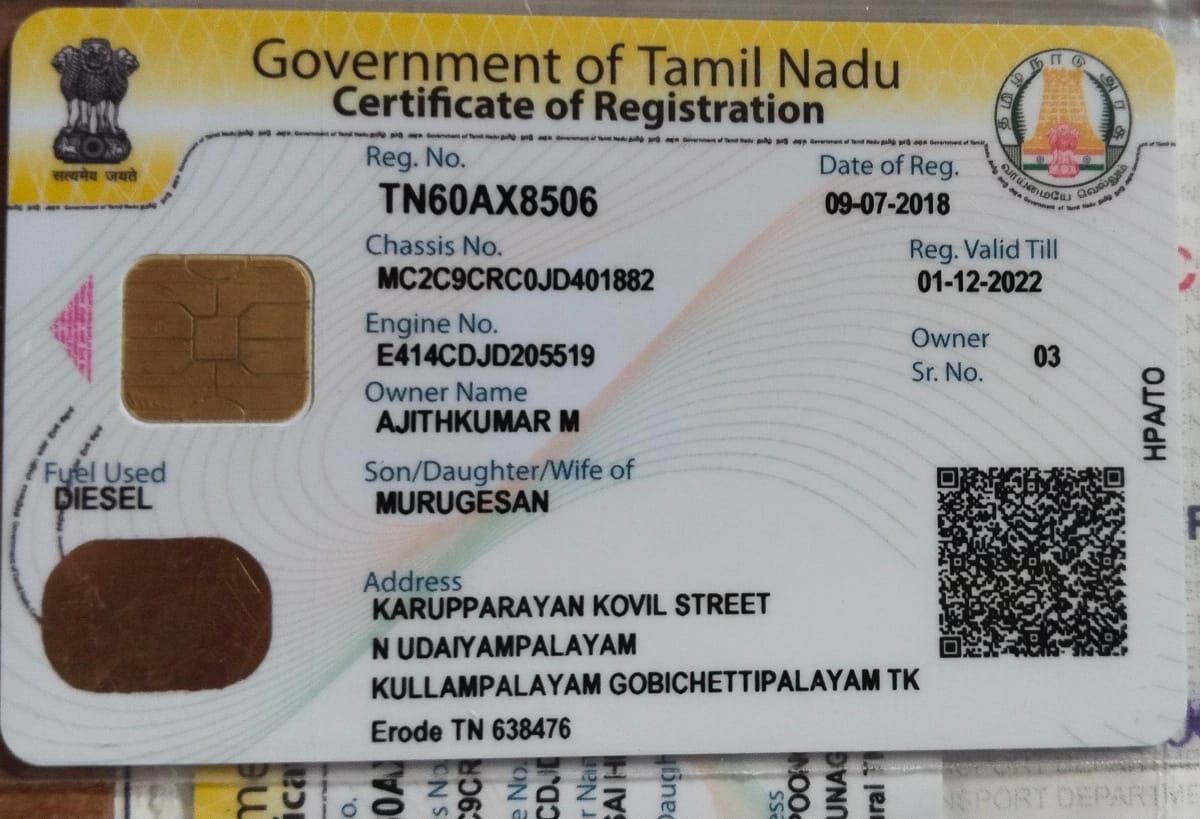 Government of Tamil Nadu
Certificate of Registration
सत्यमेव जयते
தமிழ்நாடு அரசு
வாய்மையே வெல்லும்
Reg. No.
TN60AX8506
Date of Reg.
09-07-2018
Chassis No.
MC2C9CRC0JD401882
Reg. Valid Till
01-12-2022
Engine No.
E414CDJD205519
Owner
Sr. No.
03
Owner Name
AJITHKUMAR M
HPA/TO
Fuel Used
DIESEL
Son/Daughter/Wife of
MURUGESAN
Address
KARUPPARAYAN KOVIL STREET
N UDAIYAMPALAYAM
KULLAMPALAYAM GOBICHETTIPALAYAM TK
Erode TN 638476